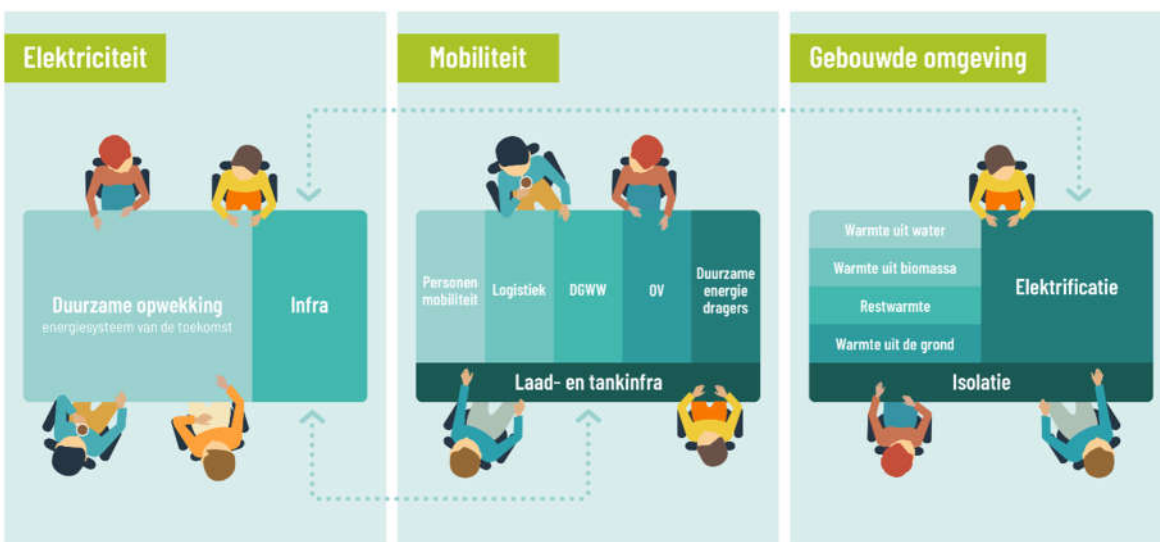 Elektriciteit
Duurzame opwekking
energiesysteem van de toekomst
Infra
Mobiliteit
Personen
mobiliteit
Logistiek
DGWW
OV
Duurzame
energie
dragers
Laad- en tankinfra
Gebouwde omgeving
Warmte uit water
Warmte uit biomassa
Restwarmte
Warmte uit de grond
Elektrificatie
Isolatie